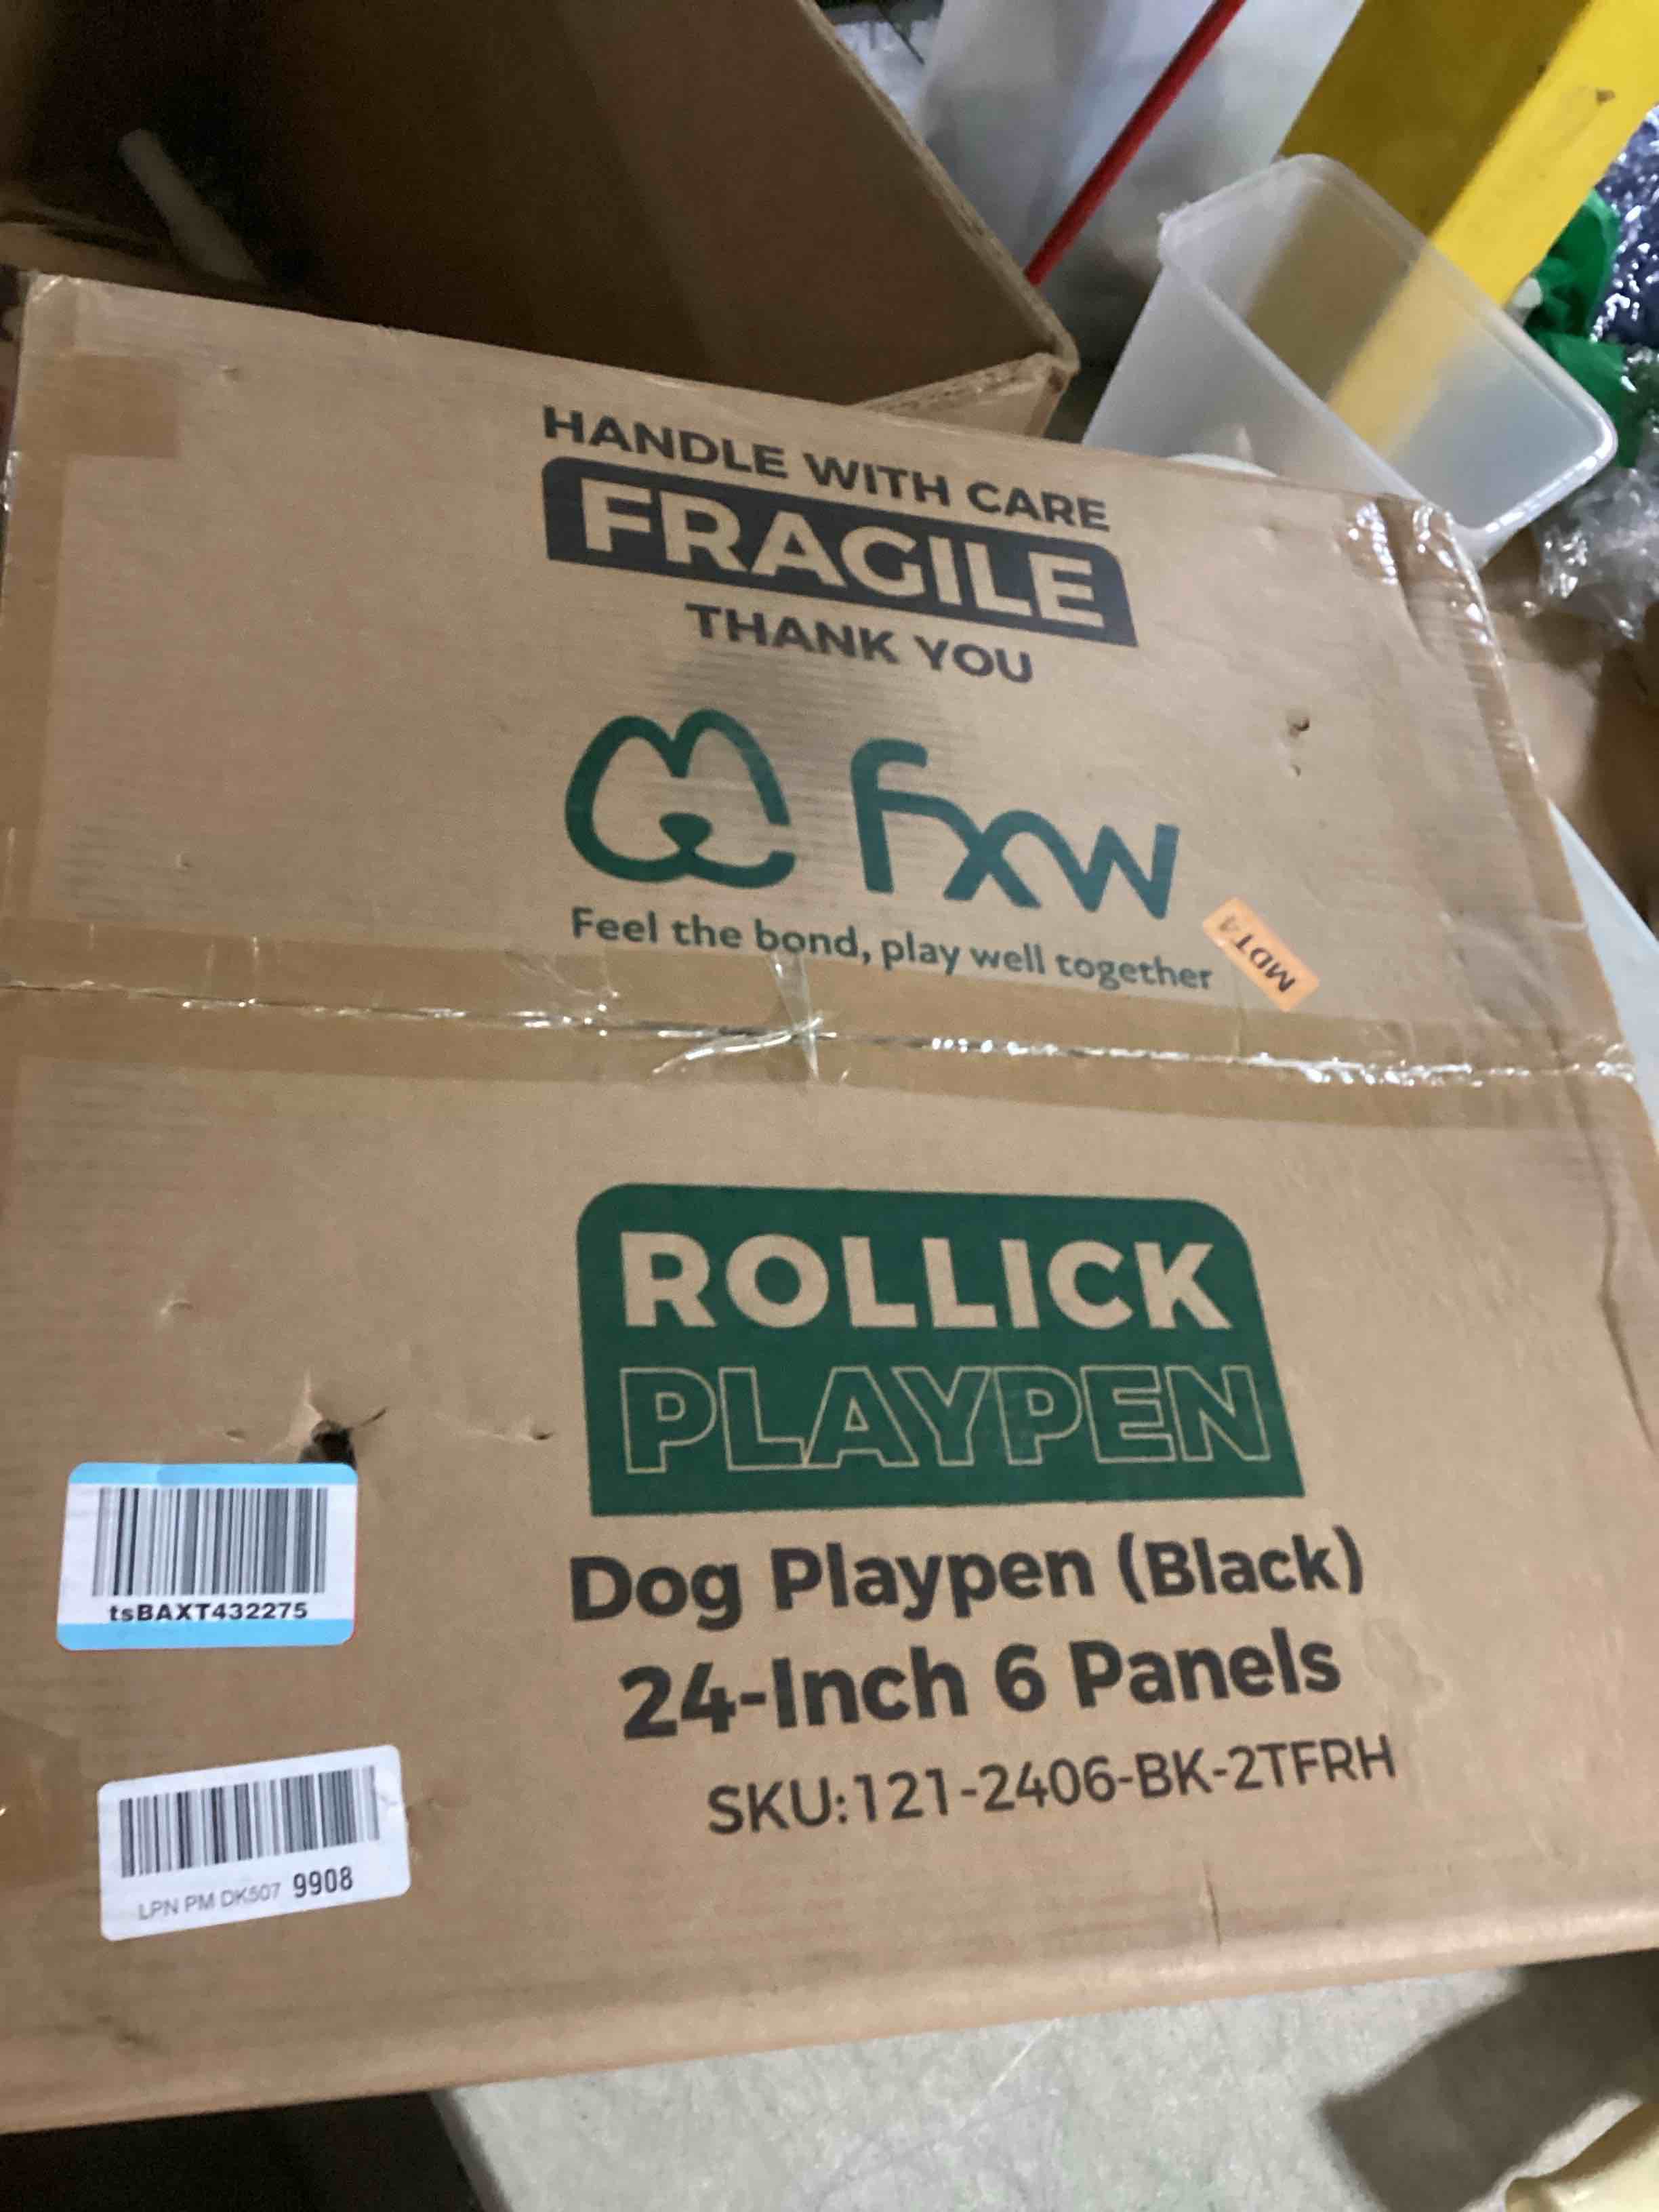 HANDLE WITH CARE
FRAGILE
THANK YOU
fxw
Feel the bond, play well together
MDT4
ROLLICK
PLAYPEN
Dog Playpen (Black)
24-Inch 6 Panels
SKU:121-2406-BK-2TFRH
tsBAXT432275
LPN PM DK507 9908